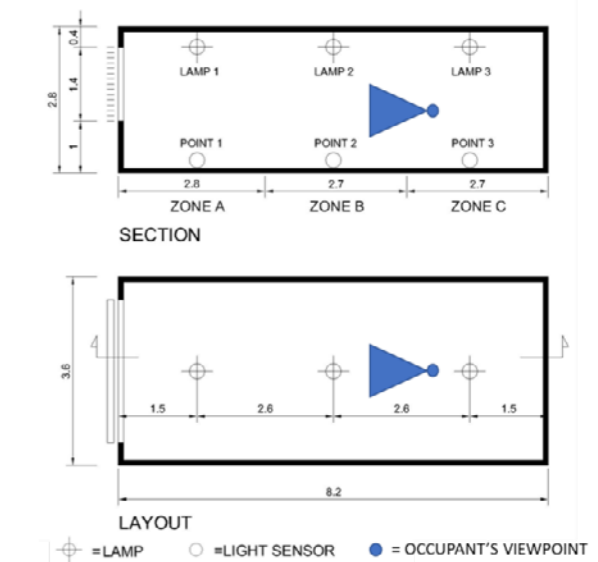 0.4
LAMP 1 LAMP 2 LAMP 3
1.4
2.8
POINT 1 POINT 2 POINT 3
1
2.8 2.7 2.7
ZONE A ZONE B ZONE C
SECTION
3.6
1.5 2.6 2.6 1.5
8.2
LAYOUT
=LAMP =LIGHT SENSOR = OCCUPANT'S VIEWPOINT